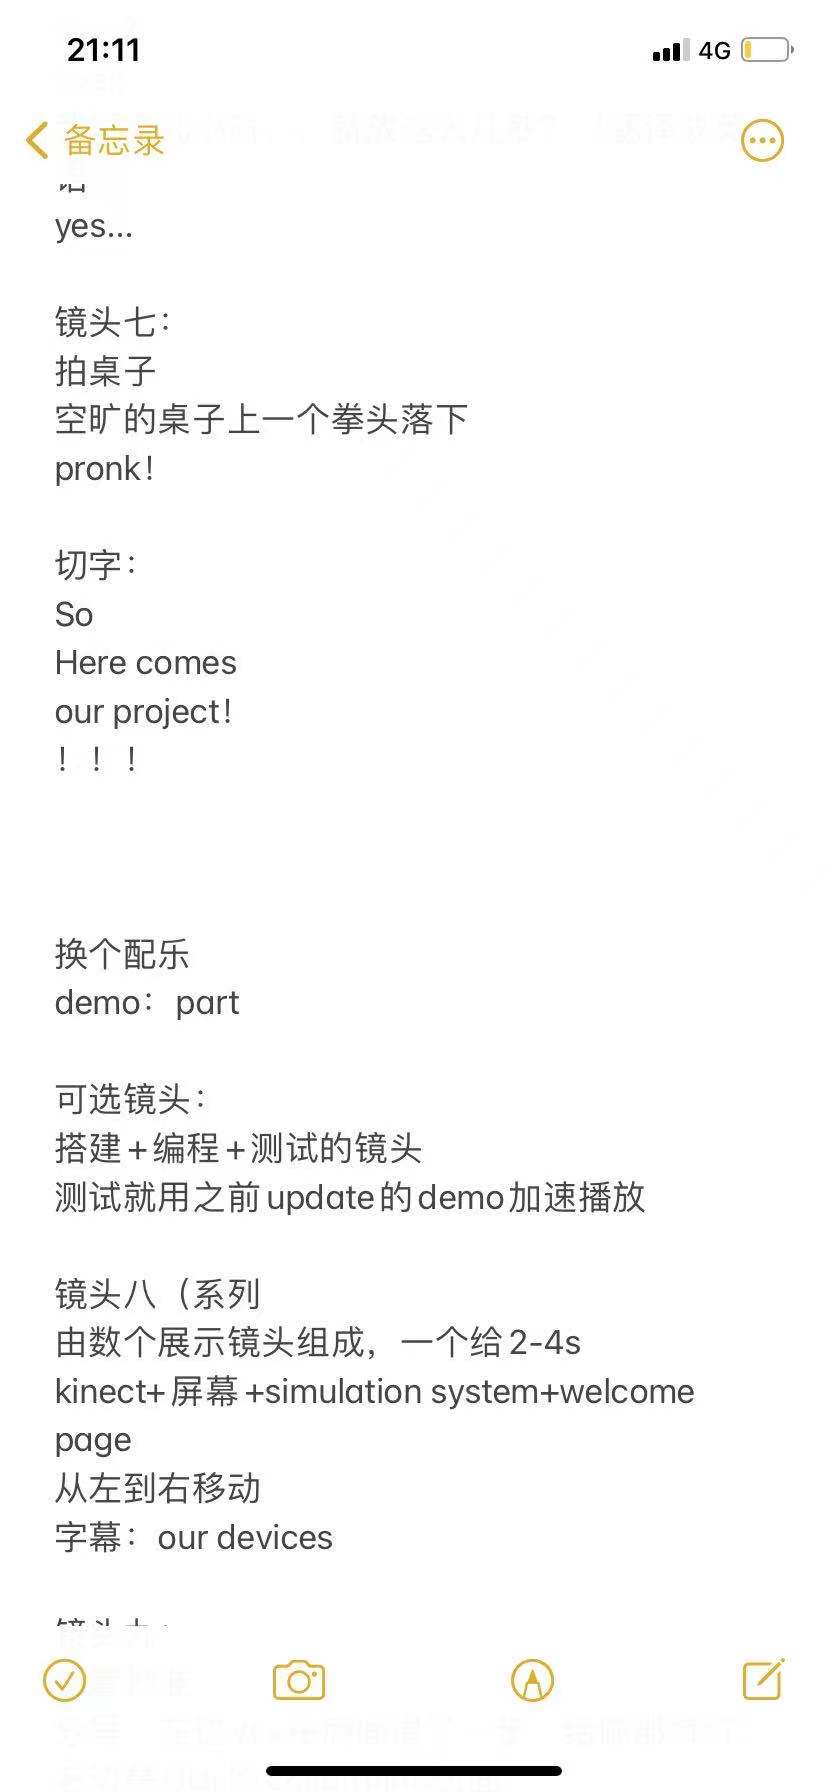 21:11
4G
备忘录
yes...
镜头七：
拍桌子
空旷的桌子上一个拳头落下
pronk！
切字：
So
Here comes
our project！
！！！
换个配乐
demo：part
可选镜头：
搭建+编程+测试的镜头
测试就用之前update的demo加速播放
镜头八（系列
由数个展示镜头组成，一个给2-4s
kinect+屏幕+simulation system+welcome
page
从左到右移动
字幕：our devices